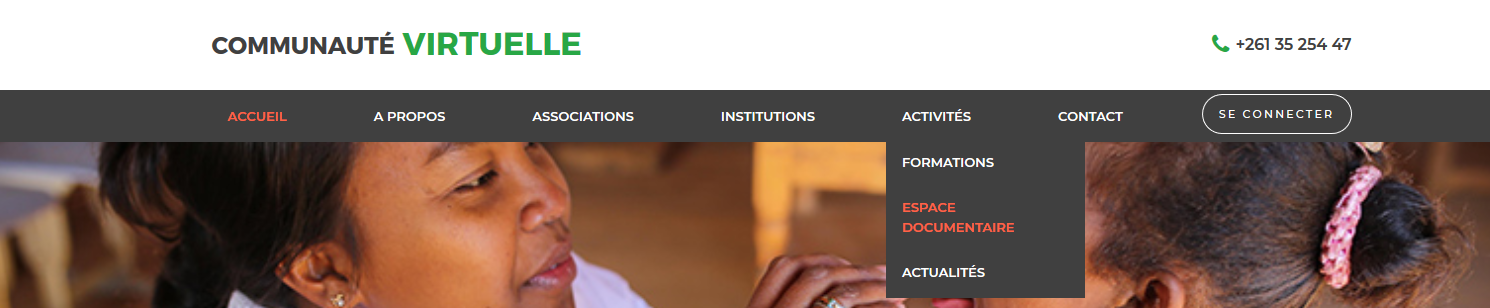 COMMUNAUTÉ VIRTUELLE
+261 35 254 47
ACCUEIL A PROPOS ASSOCIATIONS INSTITUTIONS ACTIVITÉS CONTACT SE CONNECTER
FORMATIONS
ESPACE
DOCUMENTAIRE
ACTUALITÉS